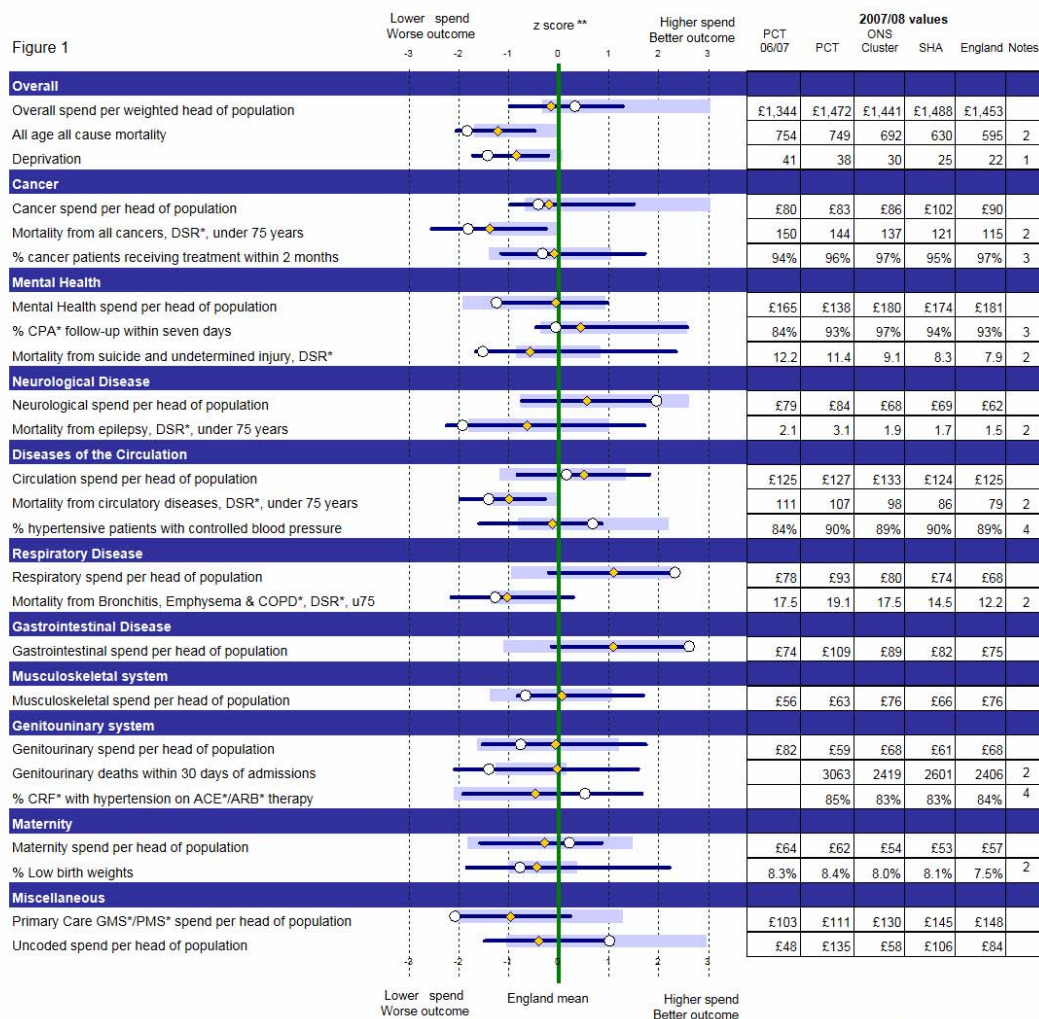 Figure 1
Lower spend
Worse outcome
z score **
Higher spend
Better outcome
-3 -2 -1 0 1 2 3
2007/08 values
PCT 06/07 PCT ONS Cluster SHA England Notes
Overall
Overall spend per weighted head of population £1,344 £1,472 £1,441 £1,488 £1,453
All age all cause mortality 754 749 692 630 595 2
Deprivation 41 38 30 25 22 1
Cancer
Cancer spend per head of population £80 £83 £86 £102 £90
Mortality from all cancers, DSR*, under 75 years 150 144 137 121 115 2
% cancer patients receiving treatment within 2 months 94% 96% 97% 95% 97% 3
Mental Health
Mental Health spend per head of population £165 £138 £180 £174 £181
% CPA* follow-up within seven days 84% 93% 97% 94% 93% 3
Mortality from suicide and undetermined injury, DSR* 12.2 11.4 9.1 8.3 7.9 2
Neurological Disease
Neurological spend per head of population £79 £84 £68 £69 £62
Mortality from epilepsy, DSR*, under 75 years 2.1 3.1 1.9 1.7 1.5 2
Diseases of the Circulation
Circulation spend per head of population £125 £127 £133 £124 £125
Mortality from circulatory diseases, DSR*, under 75 years 111 107 98 86 79 2
% hypertensive patients with controlled blood pressure 84% 90% 89% 90% 89% 4
Respiratory Disease
Respiratory spend per head of population £78 £93 £80 £74 £68
Mortality from Bronchitis, Emphysema & COPD*, DSR*, u75 17.5 19.1 17.5 14.5 12.2 2
Gastrointestinal Disease
Gastrointestinal spend per head of population £74 £109 £89 £82 £75
Musculoskeletal system
Musculoskeletal spend per head of population £56 £63 £76 £66 £76
Genitouninary system
Genitourinary spend per head of population £82 £59 £68 £61 £68
Genitourinary deaths within 30 days of admissions 3063 2419 2601 2406 2
% CRF* with hypertension on ACE*/ARB* therapy 85% 83% 83% 84% 4
Maternity
Maternity spend per head of population £64 £62 £54 £53 £57
% Low birth weights 8.3% 8.4% 8.0% 8.1% 7.5% 2
Miscellaneous
Primary Care GMS*/PMS* spend per head of population £103 £111 £130 £145 £148
Uncoded spend per head of population £48 £135 £58 £106 £84
-3 -2 -1 0 1 2 3
Lower spend
Worse outcome
England mean
Higher spend
Better outcome